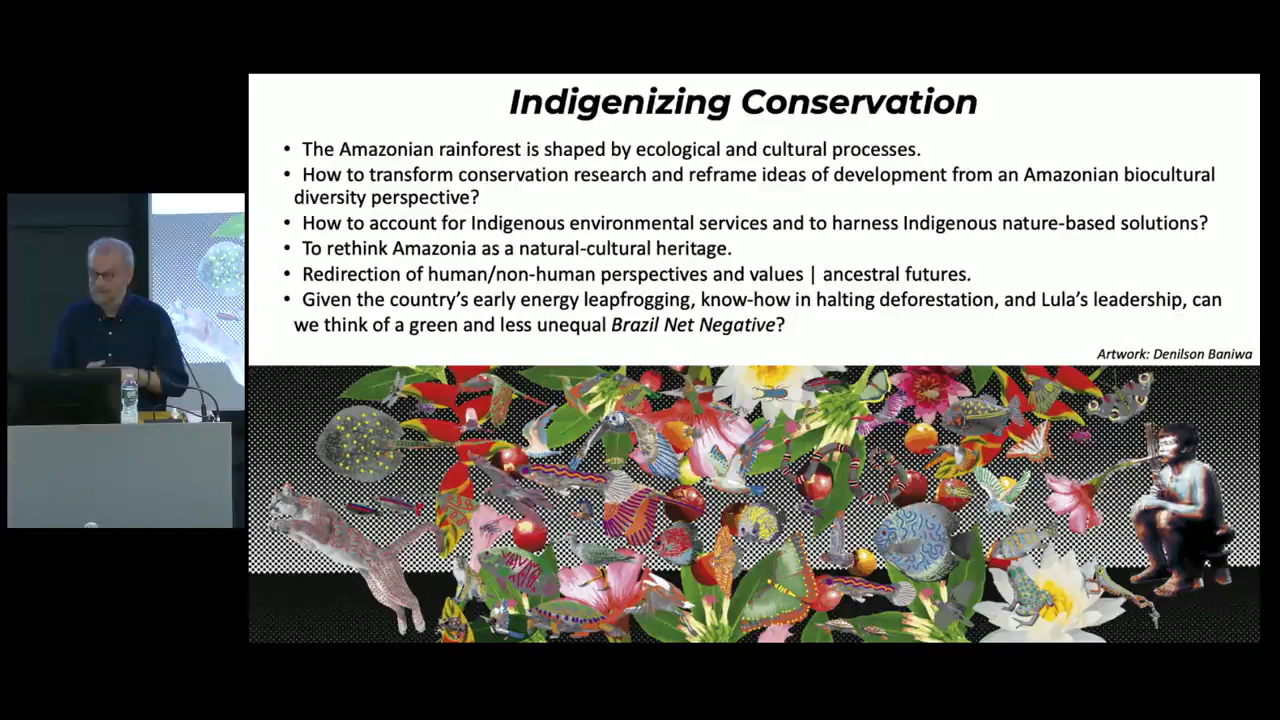 Indigenizing Conservation
• The Amazonian rainforest is shaped by ecological and cultural processes.
• How to transform conservation research and reframe ideas of development from an Amazonian biocultural
diversity perspective?
• How to account for Indigenous environmental services and to harness Indigenous nature-based solutions?
• To rethink Amazonia as a natural-cultural heritage.
• Redirection of human/non-human perspectives and values | ancestral futures.
• Given the country’s early energy leapfrogging, know-how in halting deforestation, and Lula’s leadership, can
we think of a green and less unequal Brazil Net Negative?
Artwork: Denilson Baniwa